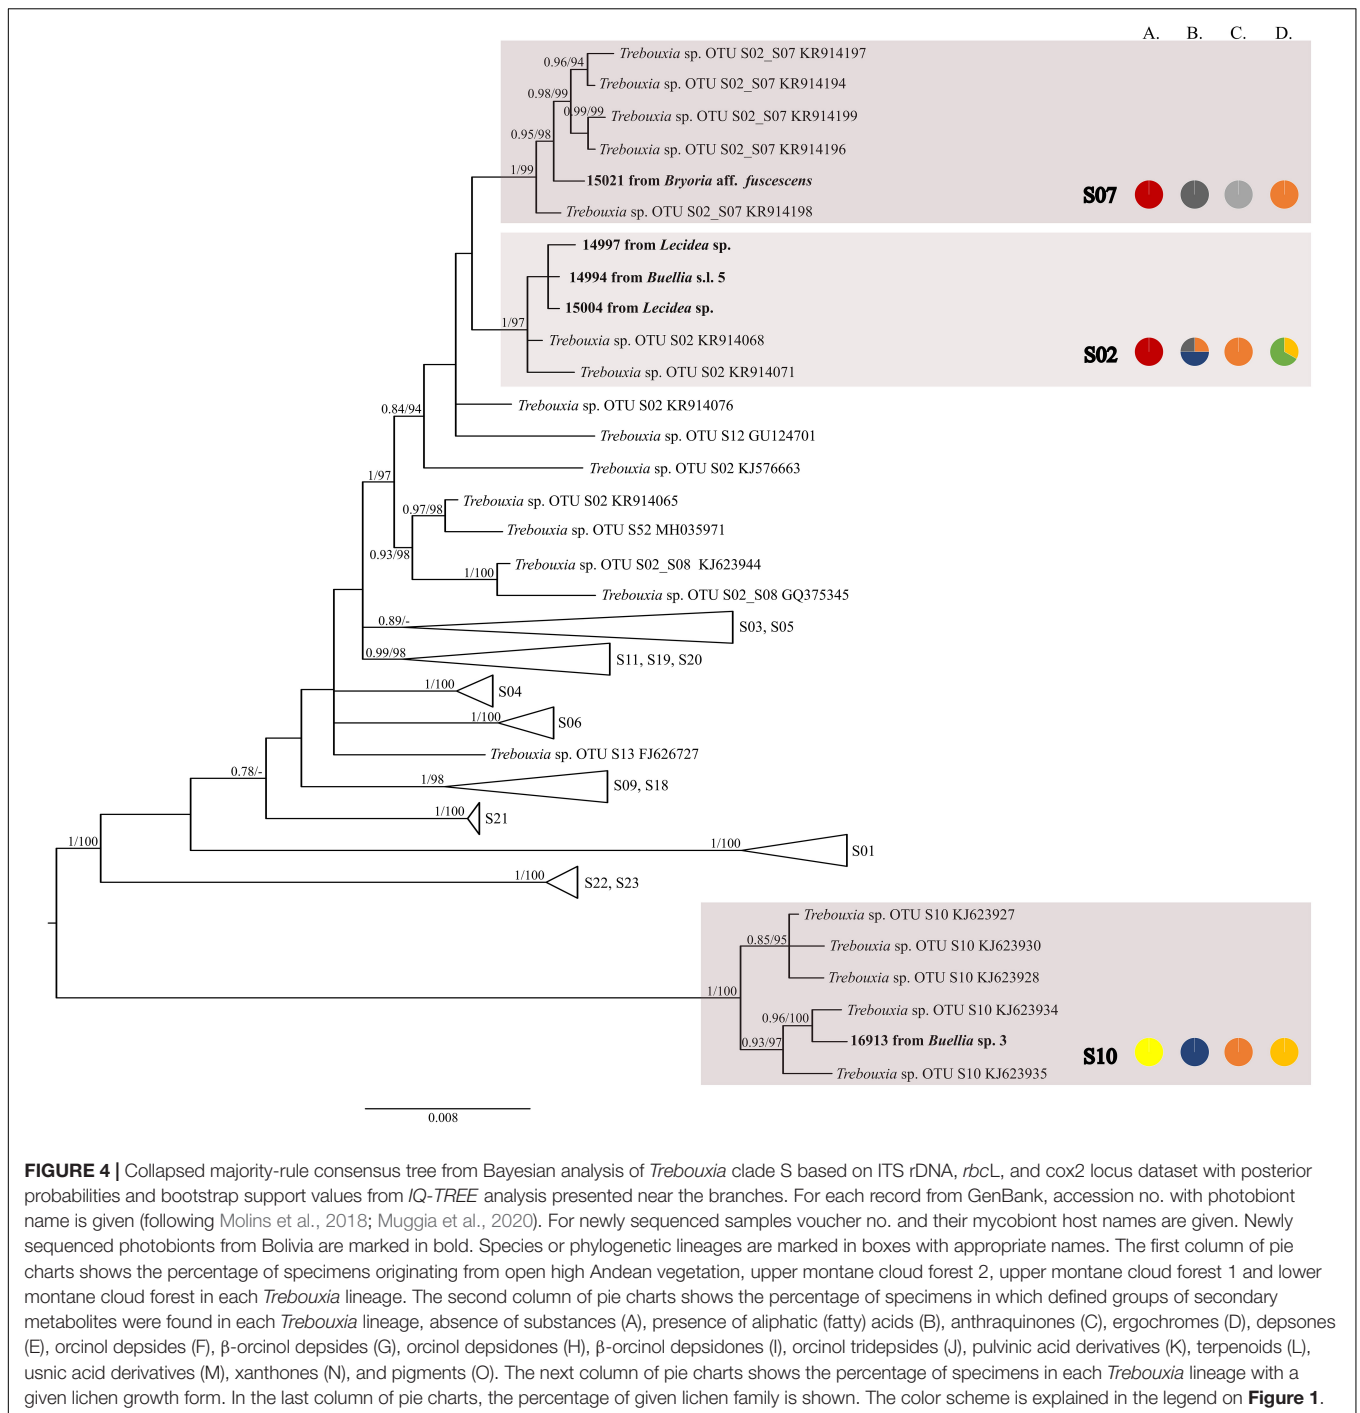 A. B. C. D.
Trebouxia sp. OTU S02_S07 KR914197
0.96/94
Trebouxia sp. OTU S02_S07 KR914194
0.98/99
Trebouxia sp. OTU S02_S07 KR914199
0.99/99
0.95/98
Trebouxia sp. OTU S02_S07 KR914196
1/99
15021 from Bryoria aff. fuscescens
S07
Trebouxia sp. OTU S02_S07 KR914198
14997 from Lecidea sp.
14994 from Buellia s.l. 5
15004 from Lecidea sp.
1/97
Trebouxia sp. OTU S02 KR914068
S02
Trebouxia sp. OTU S02 KR914071
Trebouxia sp. OTU S02 KR914076
0.84/94
Trebouxia sp. OTU S12 GU124701
Trebouxia sp. OTU S02 KJ576663
1/97
Trebouxia sp. OTU S02 KR914065
0.97/98
Trebouxia sp. OTU S52 MH035971
0.93/98
Trebouxia sp. OTU S02_S08 KJ623944
1/100
Trebouxia sp. OTU S02_S08 GQ375345
0.89/-
S03, S05
0.99/98
S11, S19, S20
1/100
S04
1/100
S06
Trebouxia sp. OTU S13 FJ626727
0.78/-
1/98
S09, S18
1/100
S21
1/100
1/100
S01
1/100
S22, S23
Trebouxia sp. OTU S10 KJ623927
0.85/95
Trebouxia sp. OTU S10 KJ623930
Trebouxia sp. OTU S10 KJ623928
1/100
Trebouxia sp. OTU S10 KJ623934
0.96/100
16913 from Buellia sp. 3
0.93/97
S10
Trebouxia sp. OTU S10 KJ623935
0.008
FIGURE 4 | Collapsed majority-rule consensus tree from Bayesian analysis of Trebouxia clade S based on ITS rDNA, rbcL, and cox2 locus dataset with posterior
probabilities and bootstrap support values from IQ-TREE analysis presented near the branches. For each record from GenBank, accession no. with photobiont
name is given (following Molins et al., 2018; Muggia et al., 2020). For newly sequenced samples voucher no. and their mycobiont host names are given. Newly
sequenced photobionts from Bolivia are marked in bold. Species or phylogenetic lineages are marked in boxes with appropriate names. The first column of pie
charts shows the percentage of specimens originating from open high Andean vegetation, upper montane cloud forest 2, upper montane cloud forest 1 and lower
montane cloud forest in each Trebouxia lineage. The second column of pie charts shows the percentage of specimens in which defined groups of secondary
metabolites were found in each Trebouxia lineage, absence of substances (A), presence of aliphatic (fatty) acids (B), anthraquinones (C), ergochromes (D), depsones
(E), orcinol depsides (F), β-orcinol depsides (G), orcinol depsidones (H), β-orcinol depsidones (I), orcinol tridepsides (J), pulvinic acid derivatives (K), terpenoids (L),
usnic acid derivatives (M), xanthones (N), and pigments (O). The next column of pie charts shows the percentage of specimens in each Trebouxia lineage with a
given lichen growth form. In the last column of pie charts, the percentage of given lichen family is shown. The color scheme is explained in the legend on Figure 1.